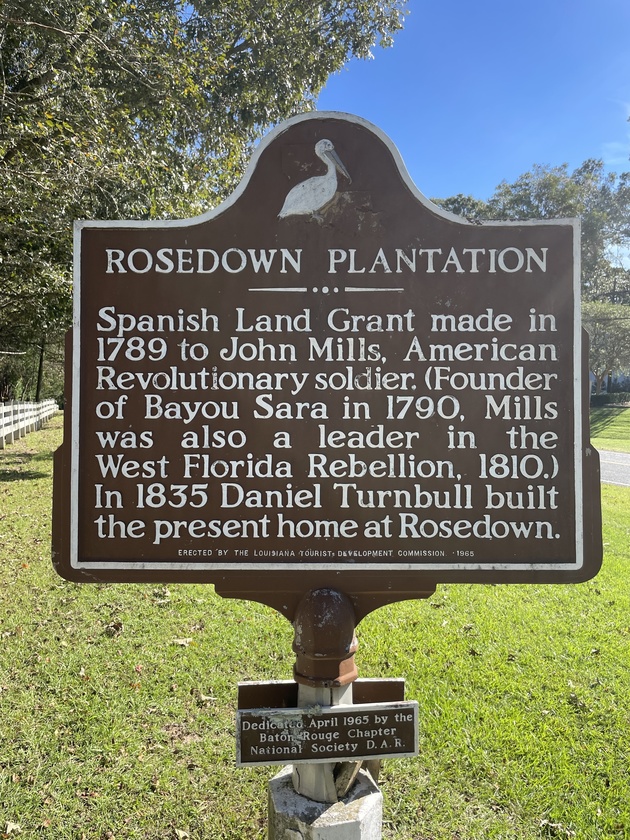 ROSEDOWN PLANTATION
Spanish Land Grant made in
1789 to John Mills, American
Revolutionary soldier. (Founder
of Bayou Sara in 1790, Mills
was also a leader in the
West Florida Rebellion, 1810.)
In 1835 Daniel Turnbull built
the present home at Rosedown.
ERECTED BY THE LOUISIANA TOURIST DEVELOPMENT COMMISSION · 1965
Dedicated April 1965 by the
Baton Rouge Chapter
National Society D.A.R.